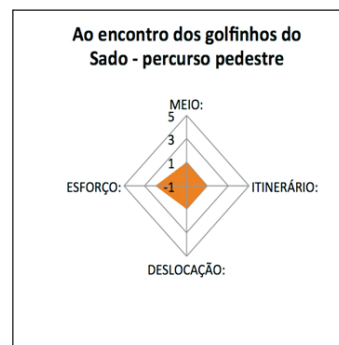 Ao encontro dos golfinhos do
Sado - percurso pedestre
MEIO:
5
3
1
ESFORÇO:
-1
ITINERÁRIO:
DESLOCAÇÃO: